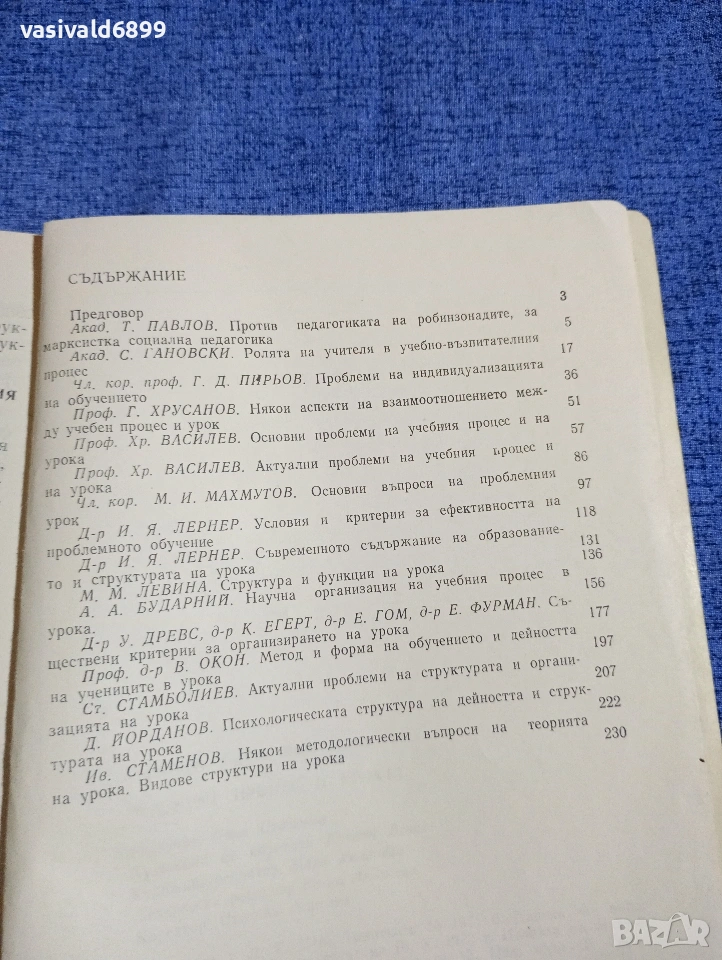 vasivald6899
СЪДЪРЖАНИЕ
Предговор 3
Акад. Т. ПАВЛОВ. Против педагогиката на робинзонадите, за
марксистка социална педагогика 5
Акад. С. ГАНОВСКИ. Ролята на учителя в учебно-възпитателния
процес 17
Чл. кор. проф. Г. Д. ПИРЬОВ. Проблеми на индивидуализацията
на обучението 36
Проф. Г. ХРУСАНОВ. Някои аспекти на взаимоотношението меж-
ду учебен процес и урок 51
Проф. Хр. ВАСИЛЕВ. Основни проблеми на учебния процес и на
урока 57
Проф. Хр. ВАСИЛЕВ. Актуални проблеми на учебния процес и
на урока 86
Чл. кор. М. И. МАХМУТОВ. Основни въпроси на проблемния
урок 97
Д-р И. Я. ЛЕРНЕР. Условия и критерии за ефективността на
проблемното обучение 118
Д-р И. Я. ЛЕРНЕР. Съвременното съдържание на образование-
то и структурата на урока 131
М. М. ЛЕВИНА. Структура и функции на урока 136
А. А. БУДАРНИЙ. Научна организация на учебния процес в
урока. 156
Д-р У. ДРЕВС, д-р К. ЕГЕРТ, д-р Е. ГОМ, д-р Е. ФУРМАН. Съ-
ществени критерии за организирането на урока 177
Проф. д-р В. ОКОН. Метод и форма на обучението и дейността
на учениците в урока 197
Ст. СТАМБОЛИЕВ. Актуални проблеми на структурата и органи-
зацията на урока 207
Д. ЙОРДАНОВ. Психологическата структура на дейността и струк-
турата на урока 222
Ив. СТАМЕНОВ. Някои методологически въпроси на теорията
на урока. Видове структури на урока 230
BAZAR